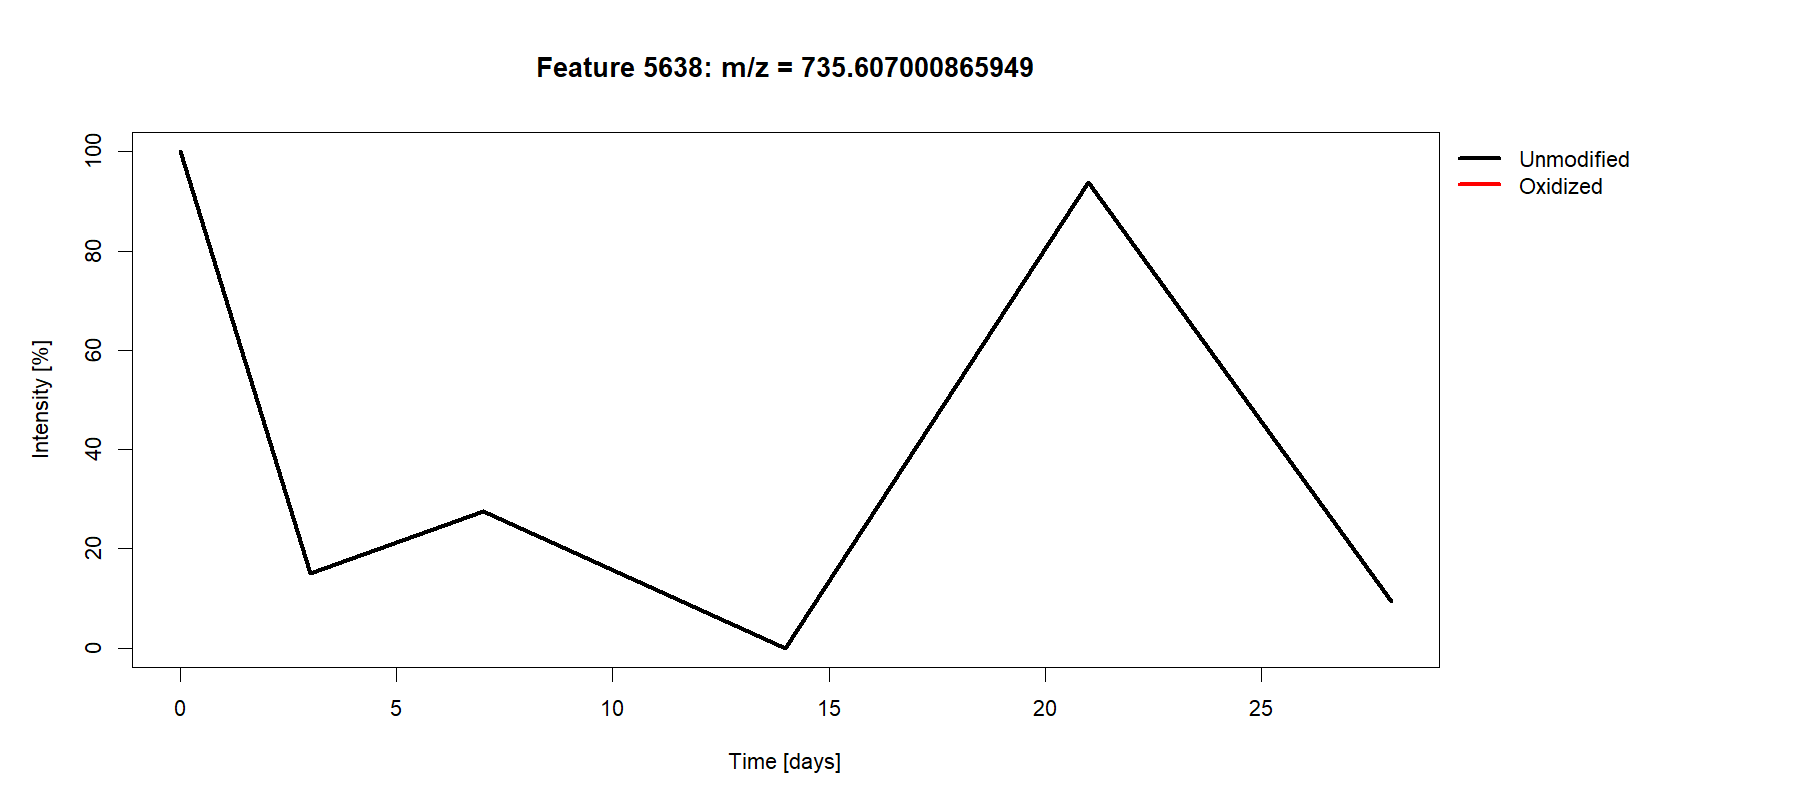 Feature 5638: m/z = 735.607000865949
Unmodified
Oxidized
Intensity [%]
100
80
60
40
20
0
0 5 10 15 20 25
Time [days]